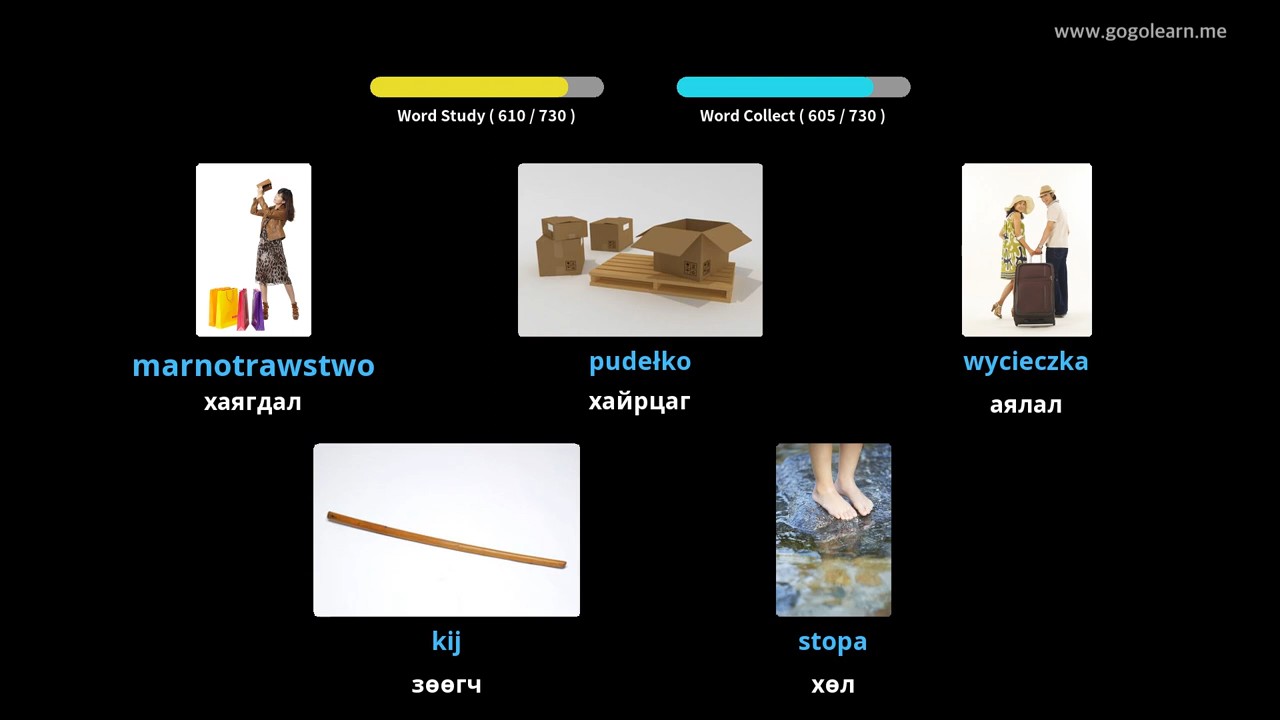 www.gogolearn.me
Word Study ( 610 / 730 )
Word Collect ( 605 / 730 )
marnotrawstwo
хаягдал
pudełko
хайрцаг
wycieczka
аялал
kij
зөөгч
stopa
хөл